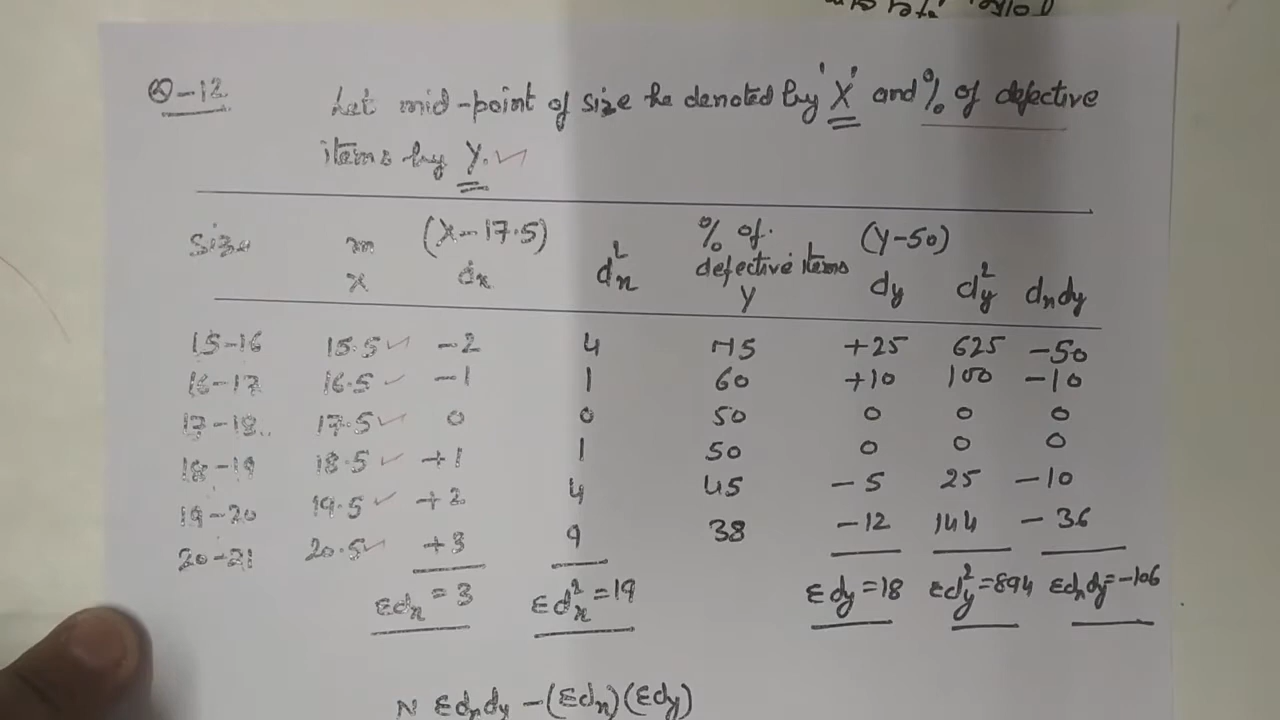 Q-12 Let mid-point of size be denoted by 'X' and % of defective
items by Y.
Size m X (X-17.5) dx d²x % of defective items Y (Y-50) dy d²y dxdy
15-16 15.5 -2 4 75 +25 625 -50
16-17 16.5 -1 1 60 +10 100 -10
17-18 17.5 0 0 50 0 0 0
18-19 18.5 +1 1 50 0 0 0
19-20 19.5 +2 4 45 -5 25 -10
20-21 20.5 +3 9 38 -12 144 -36
Σdx=3 Σd²x=19 Σdy=18 Σd²y=894 Σdxdy=-106
N Σdxdy-(Σdx)(Σdy)